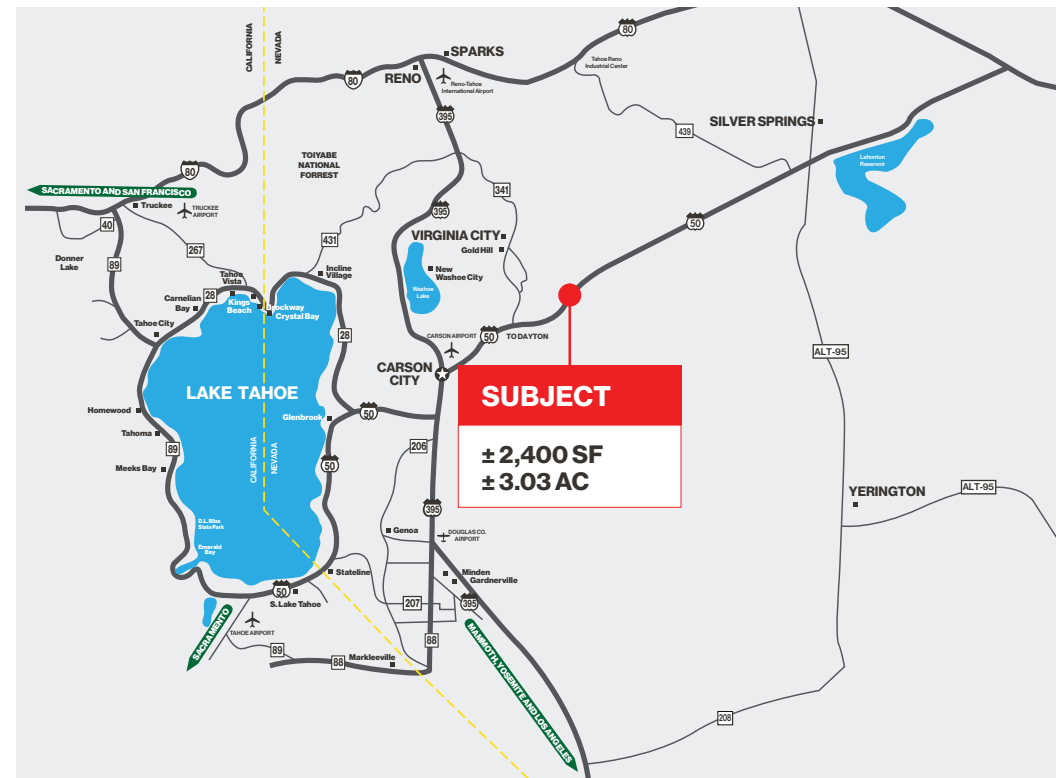 CALIFORNIA
NEVADA
SPARKS
RENO
80
80
Reno-Tahoe
International Airport
Tahoe Reno
Industrial Center
395
SILVER SPRINGS
439
Lahonton
Reservoir
TOIYABE
NATIONAL
FORREST
80
SACRAMENTO AND SAN FRANCISCO
Truckee
TRUCKEE
AIRPORT
341
395
40
VIRGINIA CITY
Gold Hill
50
431
267
Donner
Lake
89
Incline
Village
New
Washoe City
Washoe
Lake
Tahoe
Vista
28
Carnelian
Bay
Kings
Beach
Brockway
Crystal Bay
Tahoe City
28
CARSON AIRPORT
50
TO DAYTON
ALT-95
CARSON
CITY
SUBJECT
± 2,400 SF
± 3.03 AC
LAKE TAHOE
Homewood
Glenbrook
50
Tahoma
89
Meeks Bay
CALIFORNIA
NEVADA
50
206
YERINGTON
ALT-95
395
D.L. Bliss
State Park
Genoa
DOUGLAS CO.
AIRPORT
Emerald
Bay
Stateline
Minden
Gardnerville
50
S. Lake Tahoe
207
395
SACRAMENTO
TAHOE AIRPORT
88
89
88
Markleeville
MAMMOTH, YOSEMITE AND LOS ANGELES
208